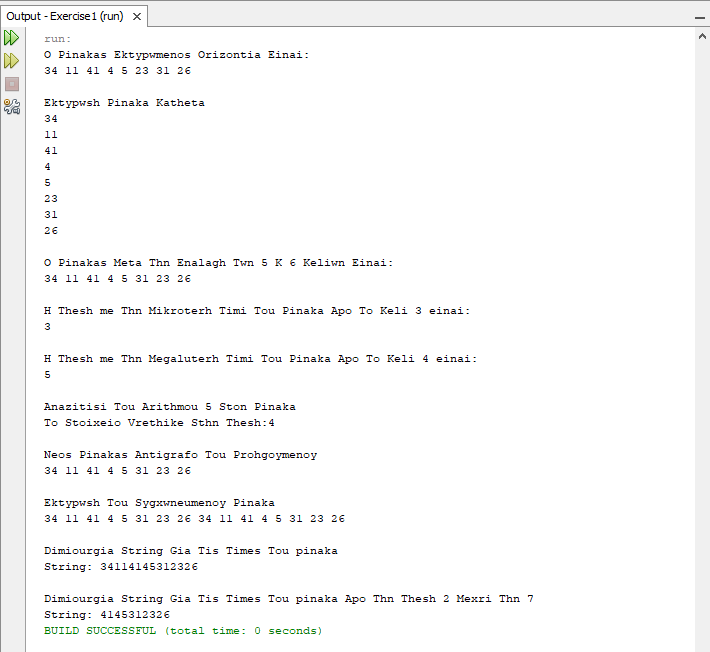 Output - Exercise1 (run)
run:
O Pinakas Ektypwmenos Orizontia Einai:
34 11 41 4 5 23 31 26
Ektypwsh Pinaka Katheta
34
11
41
4
5
23
31
26
O Pinakas Meta Thn Enalagh Twn 5 K 6 Keliwn Einai:
34 11 41 4 5 31 23 26
H Thesh me Thn Mikroterh Timi Tou Pinaka Apo To Keli 3 einai:
3
H Thesh me Thn Megaluterh Timi Tou Pinaka Apo To Keli 4 einai:
5
Anazitisi Tou Arithmou 5 Ston Pinaka
To Stoixeio Vrethike Sthn Thesh:4
Neos Pinakas Antigrafo Tou Prohgoymenoy
34 11 41 4 5 31 23 26
Ektypwsh Tou Sygxwneumenoy Pinaka
34 11 41 4 5 31 23 26 34 11 41 4 5 31 23 26
Dimiourgia String Gia Tis Times Tou pinaka
String: 34114145312326
Dimiourgia String Gia Tis Times Tou pinaka Apo Thn Thesh 2 Mexri Thn 7
String: 4145312326
BUILD SUCCESSFUL (total time: 0 seconds)